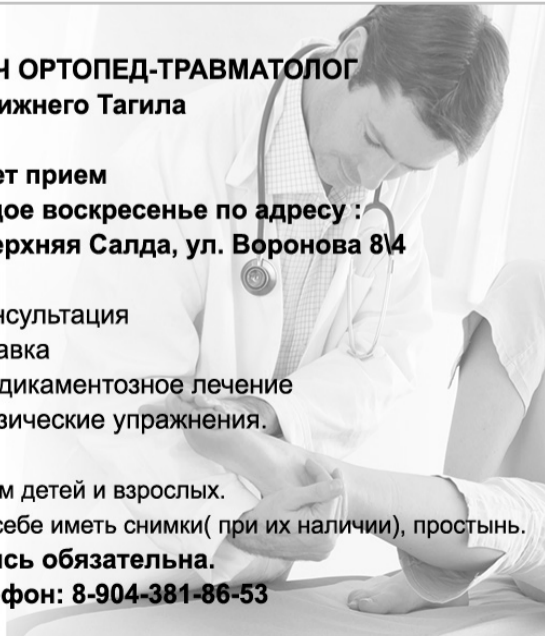 Ч ОРТОПЕД-ТРАВМАТОЛОГ
ижнего Тагила
ет прием
дое воскресенье по адресу :
ерхняя Салда, ул. Воронова 8\4
нсультация
авка
дикаментозное лечение
зические упражнения.
м детей и взрослых.
себе иметь снимки( при их наличии), простынь.
ись обязательна.
фон: 8-904-381-86-53